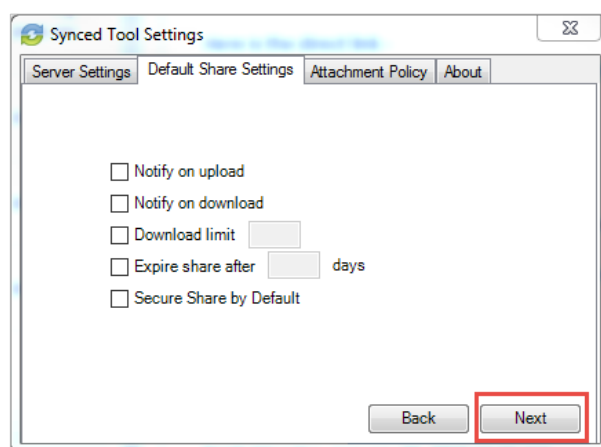 Synced Tool Settings
Server Settings Default Share Settings Attachment Policy About
Notify on upload
Notify on download
Download limit
Expire share after days
Secure Share by Default
Back Next